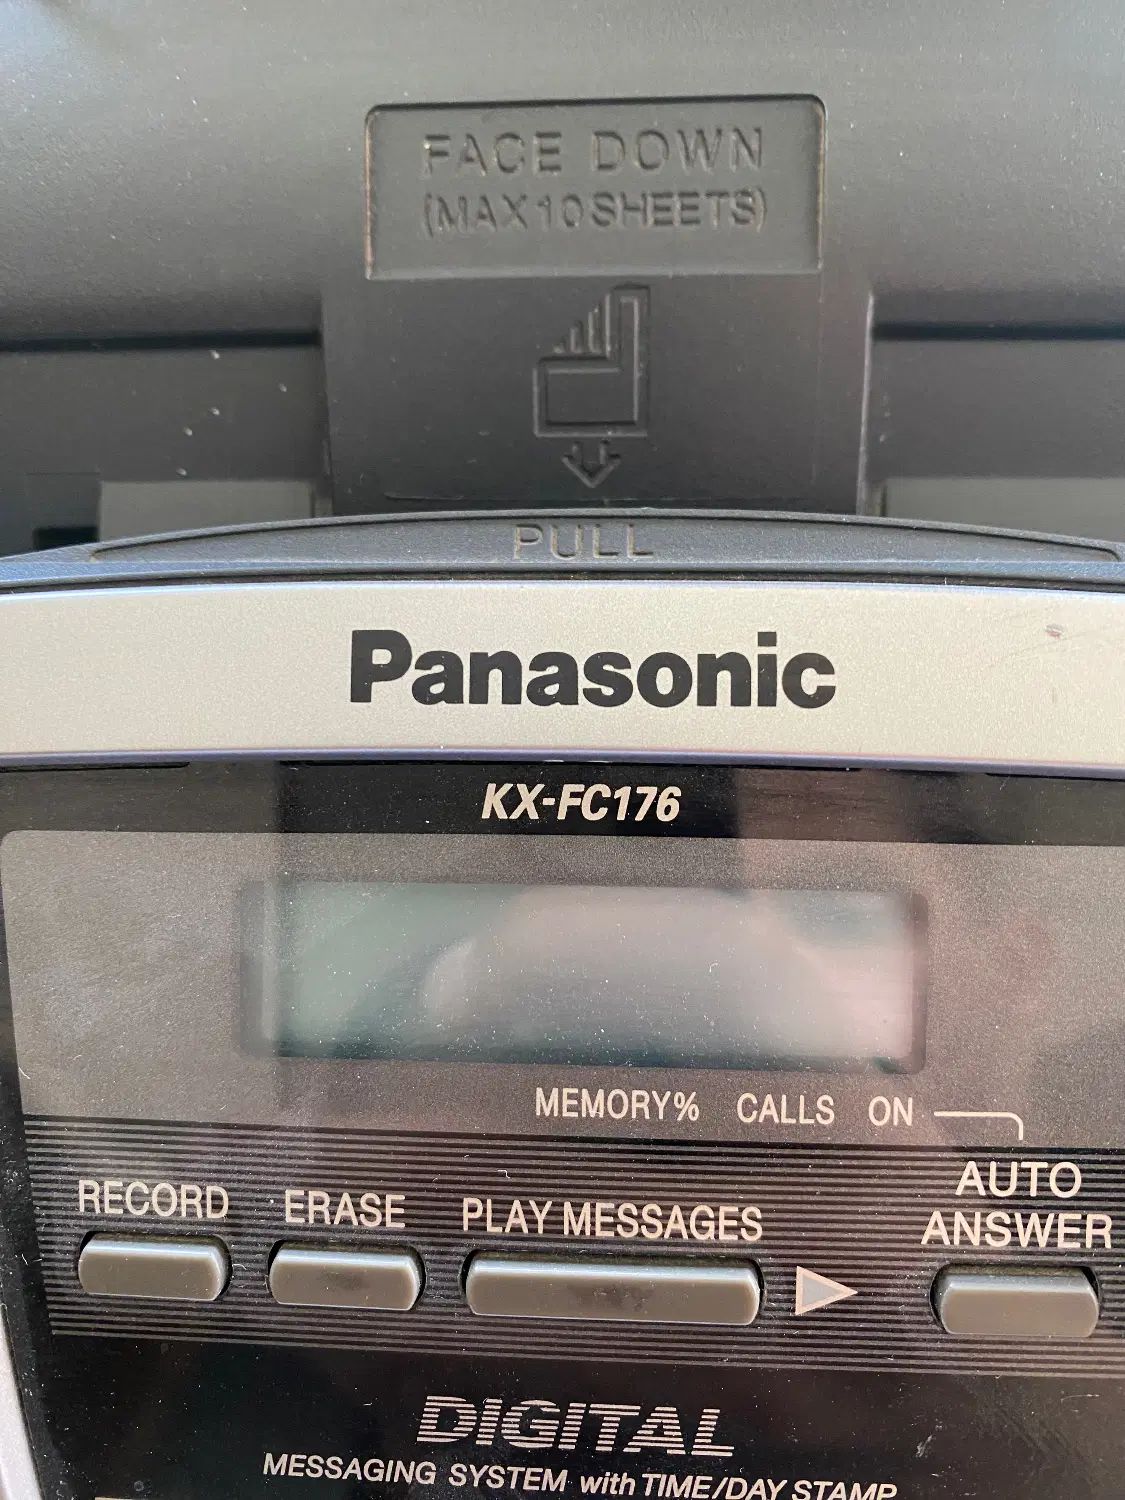 FACE DOWN
(MAX 10 SHEETS)
PULL
Panasonic
KX-FC176
MEMORY% CALLS ON
RECORD ERASE PLAY MESSAGES AUTO
ANSWER
DIGITAL
MESSAGING SYSTEM with TIME/DAY STAMP